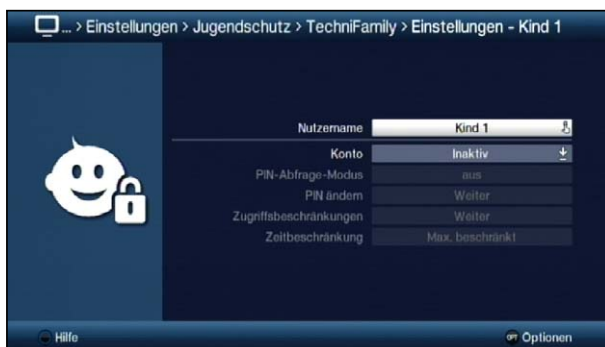 ... > Einstellungen > Jugendschutz > TechniFamily > Einstellungen - Kind 1
Nutzername Kind 1
Konto Inaktiv
PIN-Abfrage-Modus aus
PIN ändern Weiter
Zugriffsbeschränkungen Weiter
Zeitbeschränkung Max. beschränkt
Hilfe OPT Optionen